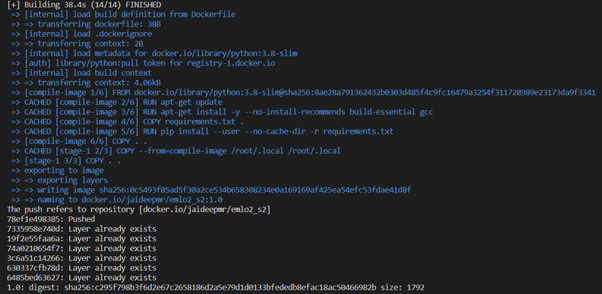 [+] Building 38.4s (14/14) FINISHED
=> [internal] load build definition from Dockerfile
=> => transferring dockerfile: 38B
=> [internal] load .dockerignore
=> => transferring context: 2B
=> [internal] load metadata for docker.io/library/python:3.8-slim
=> [auth] library/python:pull token for registry-1.docker.io
=> [internal] load build context
=> => transferring context: 4.06kB
=> [compile-image 1/6] FROM docker.io/library/python:3.8-slim@sha256:8ae28a791362432b0303d485f4c9fc16479a3254f311728989e23173da9f3341
=> CACHED [compile-image 2/6] RUN apt-get update
=> CACHED [compile-image 3/6] RUN apt-get install -y --no-install-recommends build-essential gcc
=> CACHED [compile-image 4/6] COPY requirements.txt .
=> CACHED [compile-image 5/6] RUN pip install --user --no-cache-dir -r requirements.txt
=> [compile-image 6/6] COPY . .
=> CACHED [stage-1 2/3] COPY --from=compile-image /root/.local /root/.local
=> [stage-1 3/3] COPY . .
=> exporting to image
=> => exporting layers
=> => writing image sha256:0c5493f85ad5f30a2ce534b658308234e0a169169af425ea54efc53fdae41d8f
=> => naming to docker.io/jaideepmr/emlo2_s2:1.0
The push refers to repository [docker.io/jaideepmr/emlo2_s2]
78ef1e498385: Pushed
7335958e740d: Layer already exists
19f2e55faa6a: Layer already exists
74a0210654f7: Layer already exists
3c6a51c14266: Layer already exists
630337cfb78d: Layer already exists
6485bed63627: Layer already exists
1.0: digest: sha256:c295f798b3f6d2e67c2658186d2a5e79d1d0133bfededb8efac18ac50466982b size: 1792